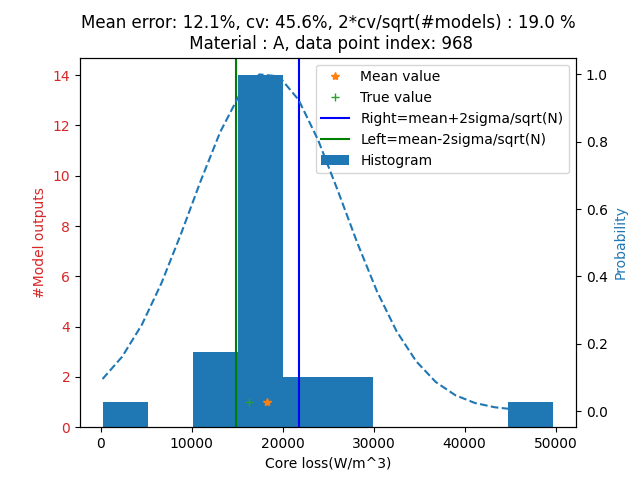 Mean error: 12.1%, cv: 45.6%, 2*cv/sqrt(#models) : 19.0 %
Material : A, data point index: 968
Mean value
True value
Right=mean+2sigma/sqrt(N)
Left=mean-2sigma/sqrt(N)
Histogram
#Model outputs
14
12
10
8
6
4
2
0
Probability
1.0
0.8
0.6
0.4
0.2
0.0
0
10000
20000
30000
40000
50000
Core loss(W/m^3)